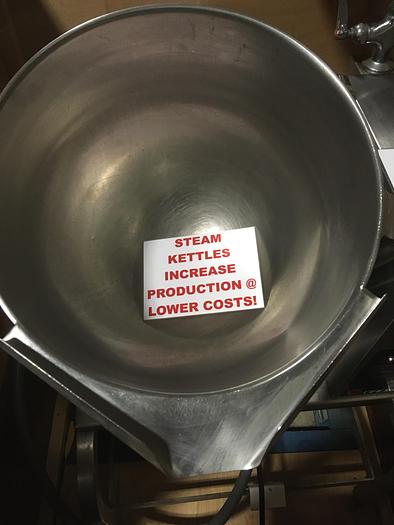 STEAM
KETTLES
INCREASE
PRODUCTION @
LOWER COSTS!